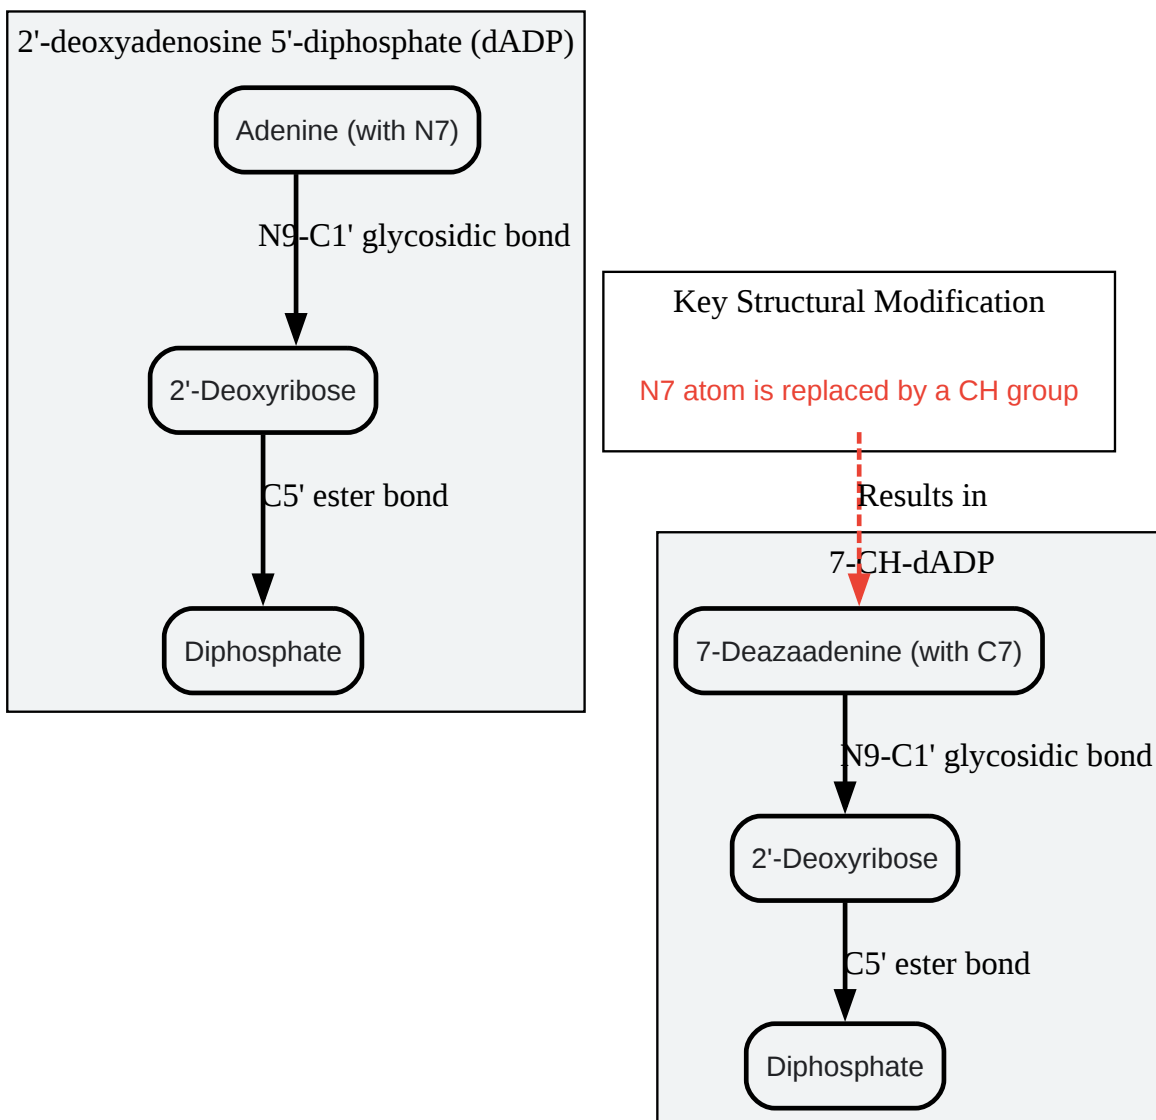 2'-deoxyadenosine 5'-diphosphate (dADP)
Adenine (with N7)
N9-C1' glycosidic bond
2'-Deoxyribose
C5' ester bond
Diphosphate
Key Structural Modification
N7 atom is replaced by a CH group
Results in
7-CH-dADP
7-Deazaadenine (with C7)
N9-C1' glycosidic bond
2'-Deoxyribose
C5' ester bond
Diphosphate